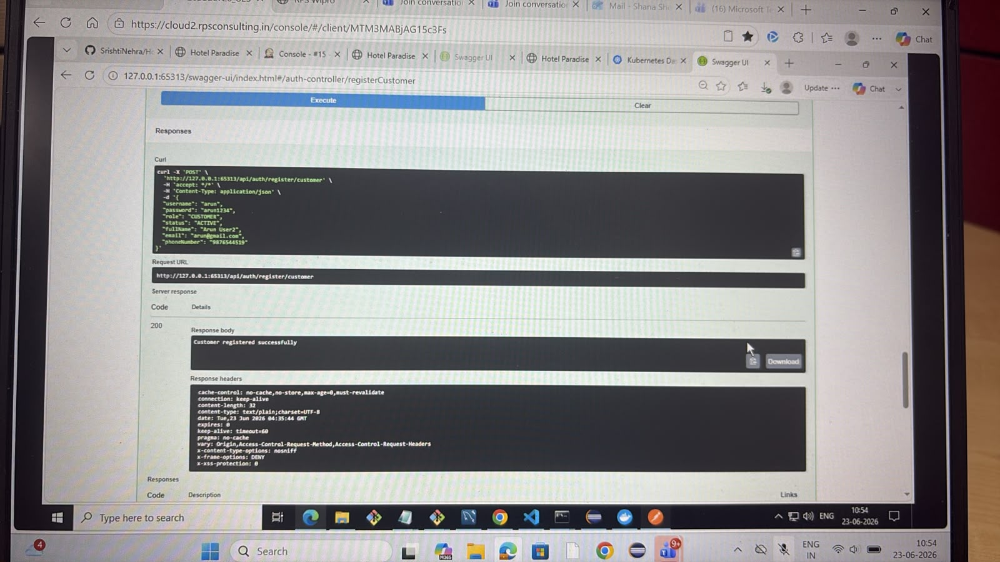 RPS Wipro
Join conversation
Join conversation
Mail - Shana Sh
(16) Microsoft Te
https://cloud2.rpsconsulting.in/console/#/client/MTM3MABjAG15c3Fs
Chat
SrishtiNehra/Ho
Hotel Paradise
Console - #15 -
Hotel Paradise
Swagger UI
Hotel Paradise
Kubernetes Da
Swagger UI
127.0.0.1:65313/swagger-ui/index.html#/auth-controller/registerCustomer
Update
Chat
Execute
Clear
Responses
Curl
curl -X 'POST' \
'http://127.0.0.1:65313/api/auth/register/customer' \
-H 'accept: */*' \
-H 'Content-Type: application/json' \
-d '{
"username": "arun",
"password": "arun1234",
"role": "CUSTOMER",
"status": "ACTIVE",
"fullName": "Arun User2",
"email": "arun@gmail.com",
"phoneNumber": "9876544519"
}'
Request URL
http://127.0.0.1:65313/api/auth/register/customer
Server response
Code
Details
200
Response body
Customer registered successfully
Download
Response headers
cache-control: no-cache,no-store,max-age=0,must-revalidate
connection: keep-alive
content-length: 32
content-type: text/plain;charset=UTF-8
date: Tue,23 Jun 2026 04:35:44 GMT
expires: 0
keep-alive: timeout=60
pragma: no-cache
vary: Origin,Access-Control-Request-Method,Access-Control-Request-Headers
x-content-type-options: nosniff
x-frame-options: DENY
x-xss-protection: 0
Responses
Code
Description
Links
Type here to search
ENG
10:54
23-06-2026
4
Search
M365
9+
ENG
IN
10:54
23-06-2026